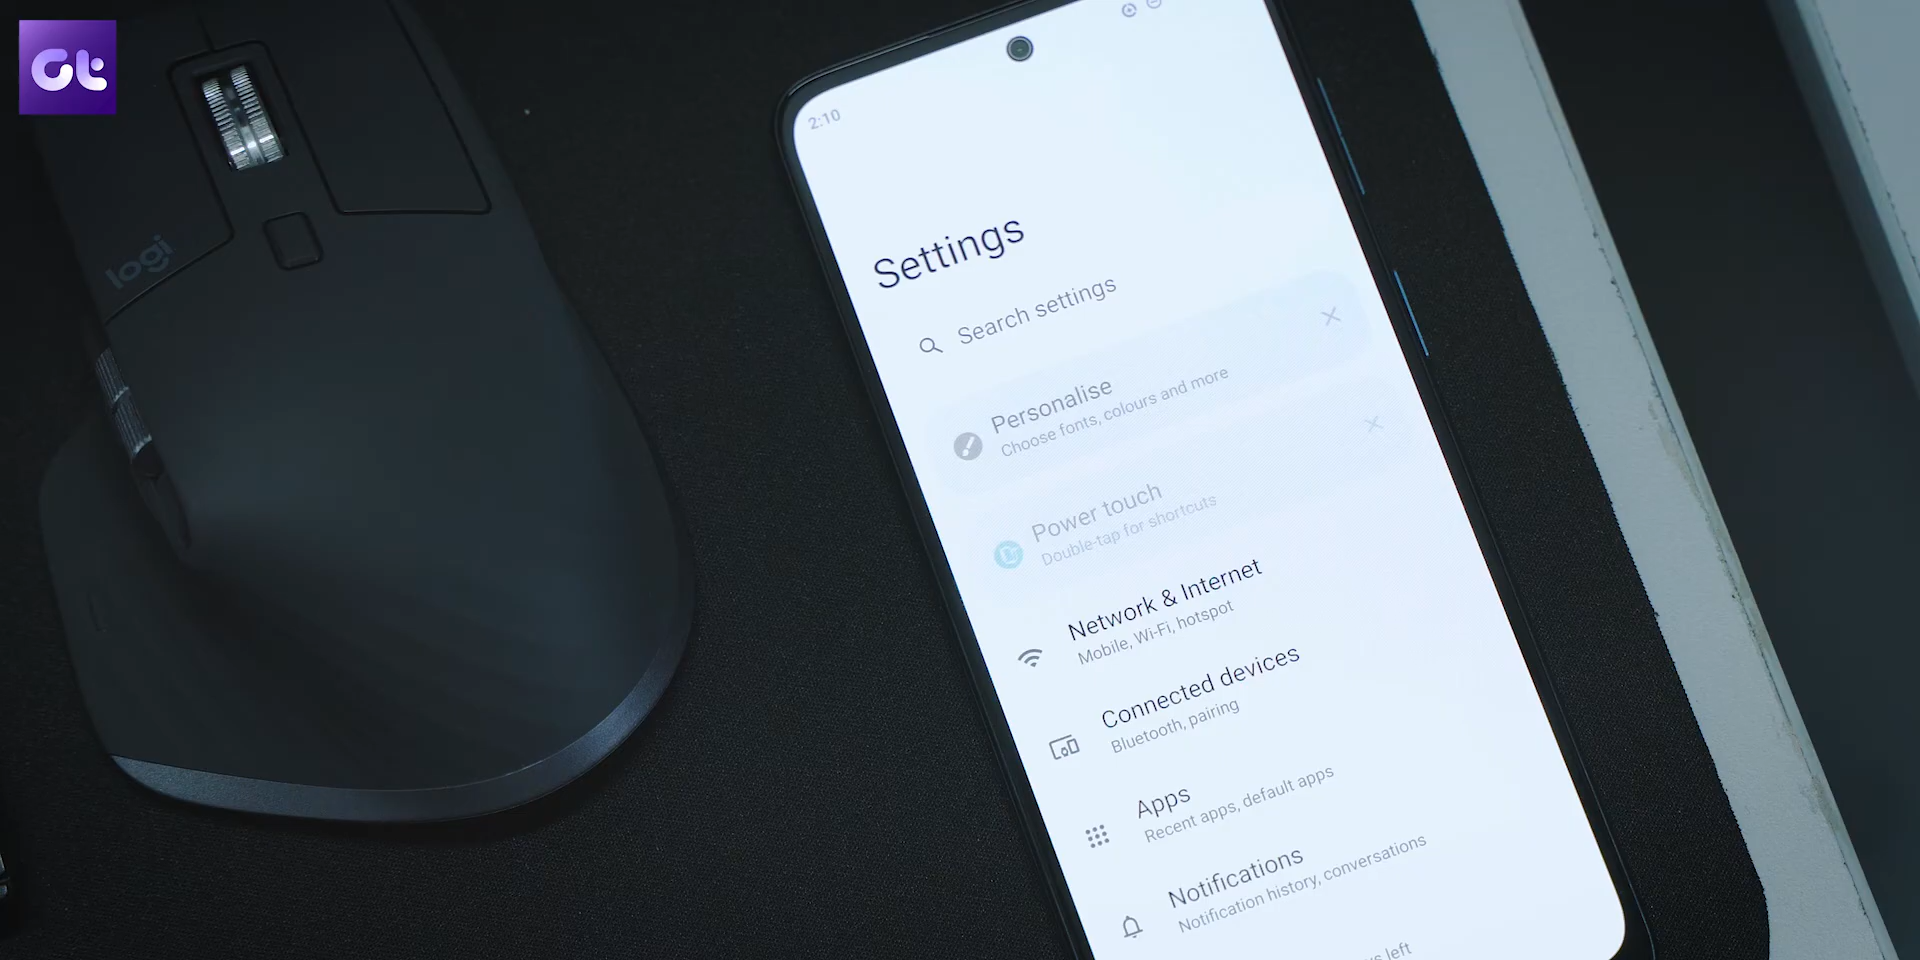 Gt
logi
2:10
Settings
Search settings
Personalise
Choose fonts, colours and more
Power touch
Double-tap for shortcuts
Network & Internet
Mobile, Wi-Fi, hotspot
Connected devices
Bluetooth, pairing
Apps
Recent apps, default apps
Notifications
Notification history, conversations
left